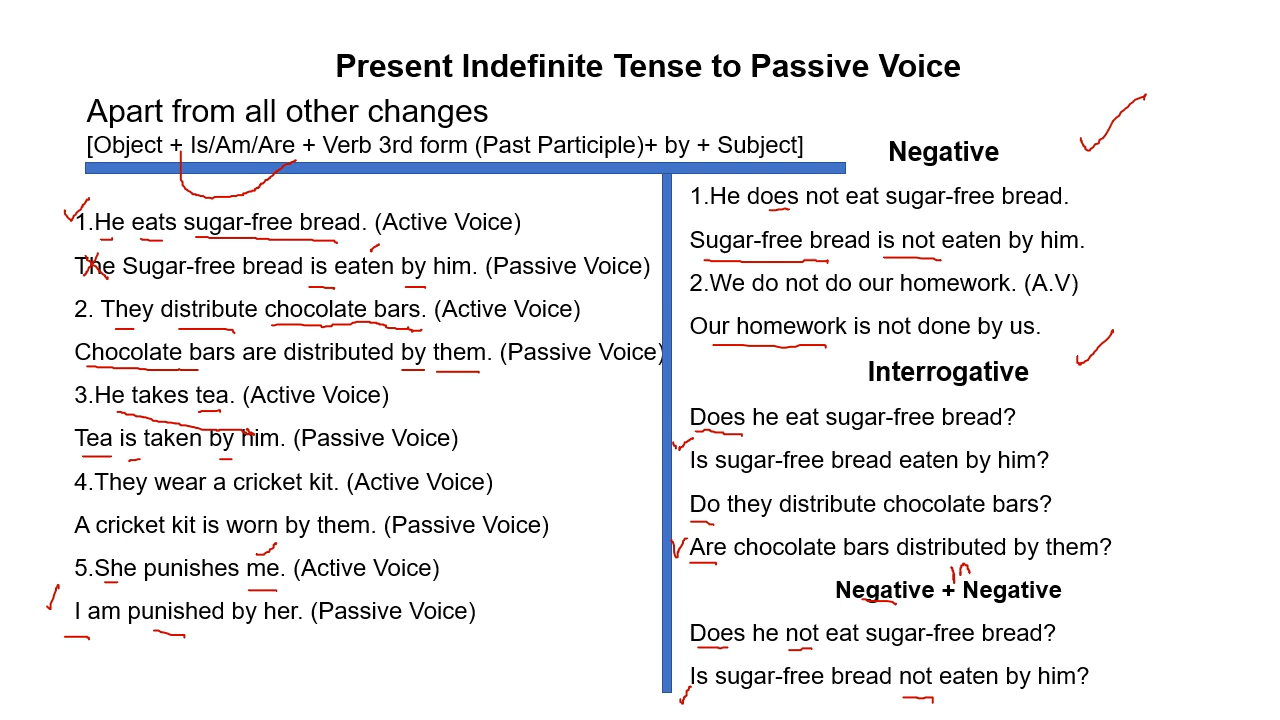 Present Indefinite Tense to Passive Voice
Apart from all other changes
[Object + Is/Am/Are + Verb 3rd form (Past Participle)+ by + Subject]
1.He eats sugar-free bread. (Active Voice)
The Sugar-free bread is eaten by him. (Passive Voice)
2. They distribute chocolate bars. (Active Voice)
Chocolate bars are distributed by them. (Passive Voice)
3.He takes tea. (Active Voice)
Tea is taken by him. (Passive Voice)
4.They wear a cricket kit. (Active Voice)
A cricket kit is worn by them. (Passive Voice)
5.She punishes me. (Active Voice)
I am punished by her. (Passive Voice)
Negative
1.He does not eat sugar-free bread.
Sugar-free bread is not eaten by him.
2.We do not do our homework. (A.V)
Our homework is not done by us.
Interrogative
Does he eat sugar-free bread?
Is sugar-free bread eaten by him?
Do they distribute chocolate bars?
Are chocolate bars distributed by them?
Negative + Negative
Does he not eat sugar-free bread?
Is sugar-free bread not eaten by him?